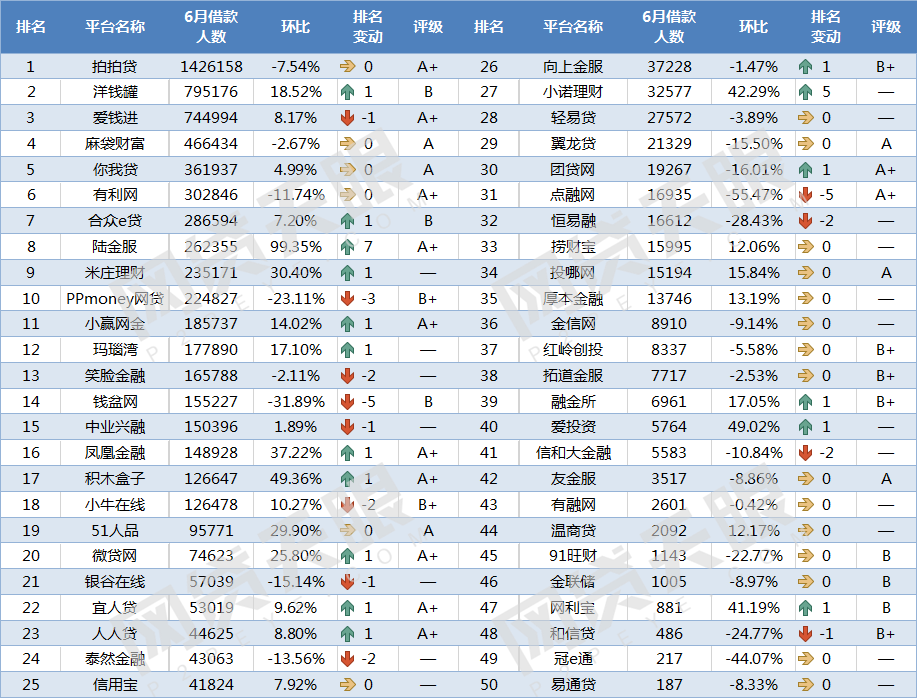 排名 平台名称 6月借款人数 环比 排名变动 评级 排名 平台名称 6月借款人数 环比 排名变动 评级
1 拍拍贷 1426158 -7.54% 0 A+ 26 向上金服 37228 -1.47% 1 B+
2 洋钱罐 795176 18.52% 1 B 27 小诺理财 32577 42.29% 5 —
3 爱钱进 744994 8.17% -1 A+ 28 轻易贷 27572 -3.89% 0 —
4 麻袋财富 466434 -2.67% 0 A 29 翼龙贷 21329 -15.50% 0 A
5 你我贷 361937 4.99% 0 A 30 团贷网 19267 -16.01% 1 A+
6 有利网 302846 -11.74% 0 A+ 31 点融网 16935 -55.47% -5 A+
7 合众e贷 286594 7.20% 1 B 32 恒易融 16612 -28.43% -2 —
8 陆金服 262355 99.35% 7 A+ 33 捞财宝 15995 12.06% 0 —
9 米庄理财 235171 30.40% 1 — 34 投哪网 15194 15.84% 0 A
10 PPmoney网贷 224827 -23.11% -3 B+ 35 厚本金融 13746 13.19% 0 —
11 小赢网金 185737 14.02% 1 A+ 36 金信网 8910 -9.14% 0 —
12 玛瑙湾 177890 17.10% 1 — 37 红岭创投 8337 -5.58% 0 B+
13 笑脸金融 165788 -2.11% -2 — 38 拓道金服 7717 -2.53% 0 B+
14 钱盆网 155227 -31.89% -5 B 39 融金所 6961 17.05% 1 B+
15 中业兴融 150396 1.89% -1 — 40 爱投资 5764 49.02% 1 —
16 凤凰金融 148928 37.22% 1 A+ 41 信和大金融 5583 -10.84% -2 —
17 积木盒子 126647 49.36% 1 A+ 42 友金服 3517 -8.86% 0 A
18 小牛在线 126478 10.27% -2 B+ 43 有融网 2601 -0.42% 0 —
19 51人品 95771 29.90% 0 A 44 温商贷 2092 12.17% 0 —
20 微贷网 74623 25.80% 1 A+ 45 91旺财 1143 -22.77% 0 B
21 银谷在线 57039 -15.14% -1 — 46 金联储 1005 -8.97% 0 B
22 宜人贷 53019 9.62% 1 A+ 47 网利宝 881 41.19% 1 B
23 人人贷 44625 8.80% 1 A+ 48 和信贷 486 -24.77% -1 B+
24 泰然金融 43063 -13.56% -2 — 49 冠e通 217 -44.07% 0 —
25 信用宝 41824 7.92% 0 — 50 易通贷 187 -8.33% 0 —